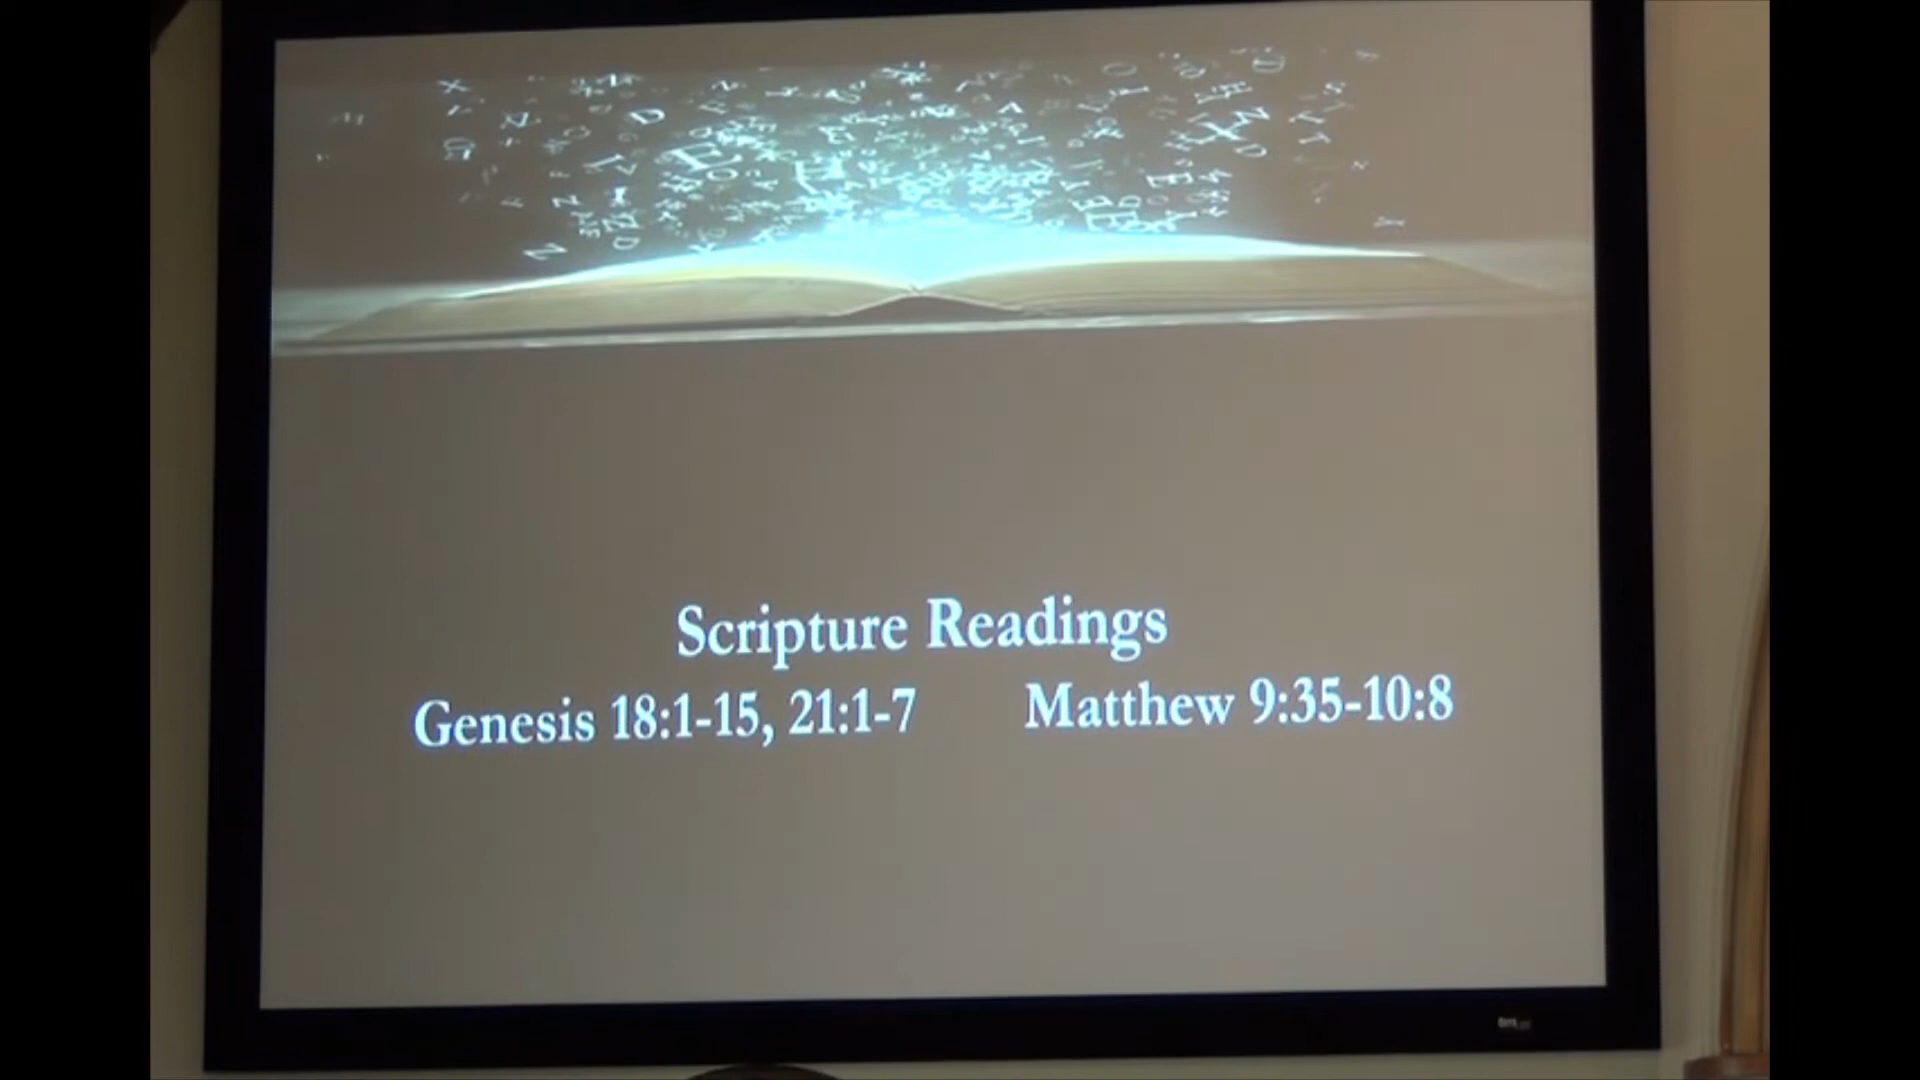 Scripture Readings
Genesis 18:1-15, 21:1-7 Matthew 9:35-10:8